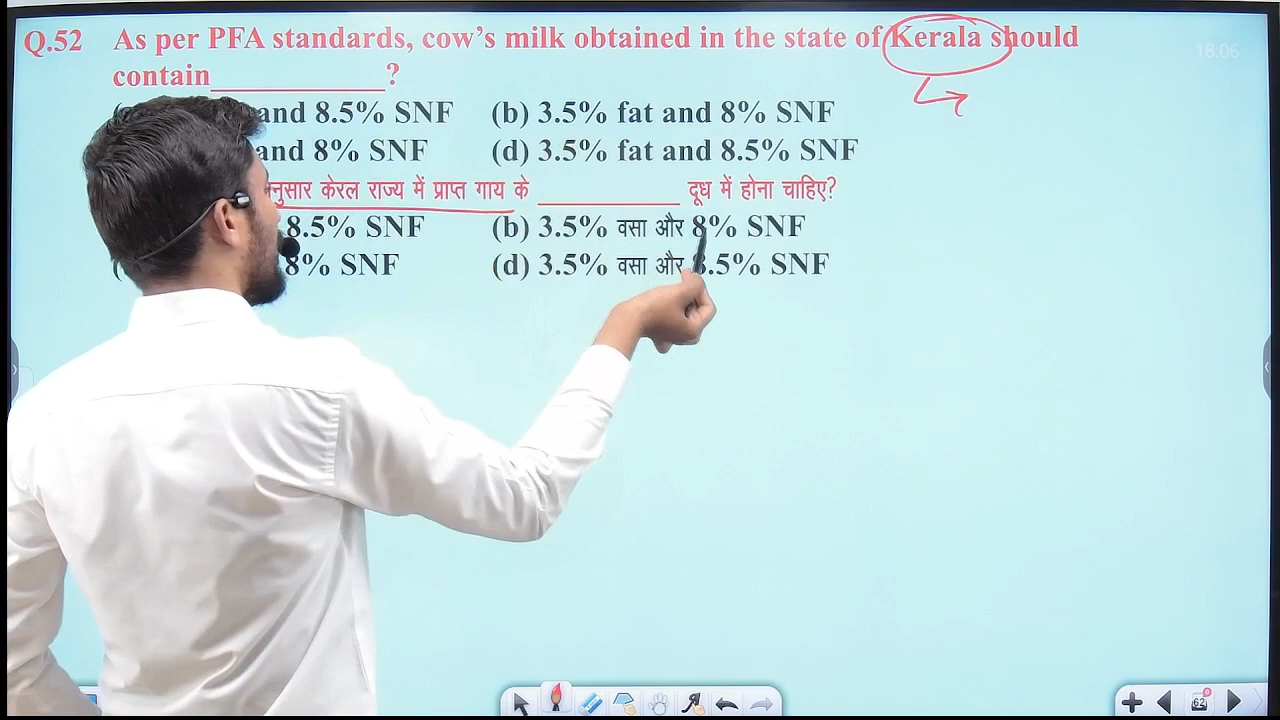 Q.52 As per PFA standards, cow's milk obtained in the state of Kerala should
contain____________?
and 8.5% SNF (b) 3.5% fat and 8% SNF
and 8% SNF (d) 3.5% fat and 8.5% SNF
केरल राज्य में प्राप्त गाय के __________ दूध में होना चाहिए?
8.5% SNF (b) 3.5% वसा और 8% SNF
8% SNF (d) 3.5% वसा और 8.5% SNF
18:06
62